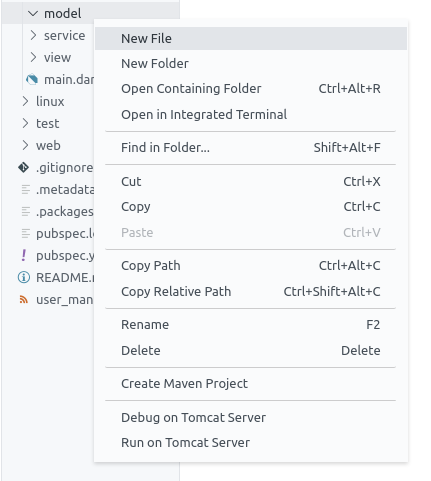 model
service
view
main.dar
linux
test
web
.gitignore
.metadata
.packages
pubspec.l
pubspec.y
README.
user_man
New File
New Folder
Open Containing Folder Ctrl+Alt+R
Open in Integrated Terminal
Find in Folder... Shift+Alt+F
Cut Ctrl+X
Copy Ctrl+C
Paste Ctrl+V
Copy Path Ctrl+Alt+C
Copy Relative Path Ctrl+Shift+Alt+C
Rename F2
Delete Delete
Create Maven Project
Debug on Tomcat Server
Run on Tomcat Server